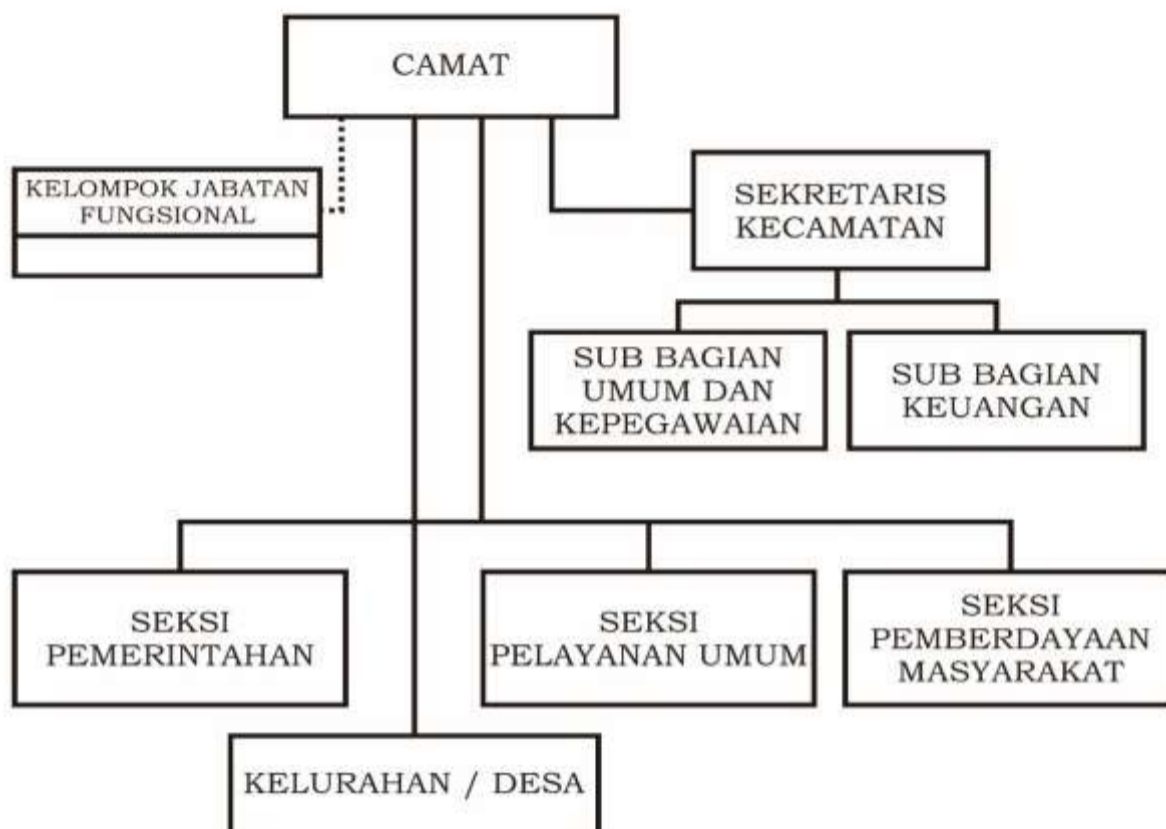 CAMAT
KELOMPOK JABATAN
FUNGSIONAL
SEKRETARIS
KECAMATAN
SUB BAGIAN
UMUM DAN
KEPEGAWAIAN
SUB BAGIAN
KEUANGAN
SEKSI
PEMERINTAHAN
SEKSI
PELAYANAN UMUM
SEKSI
PEMBERDAYAAN
MASYARAKAT
KELURAHAN / DESA